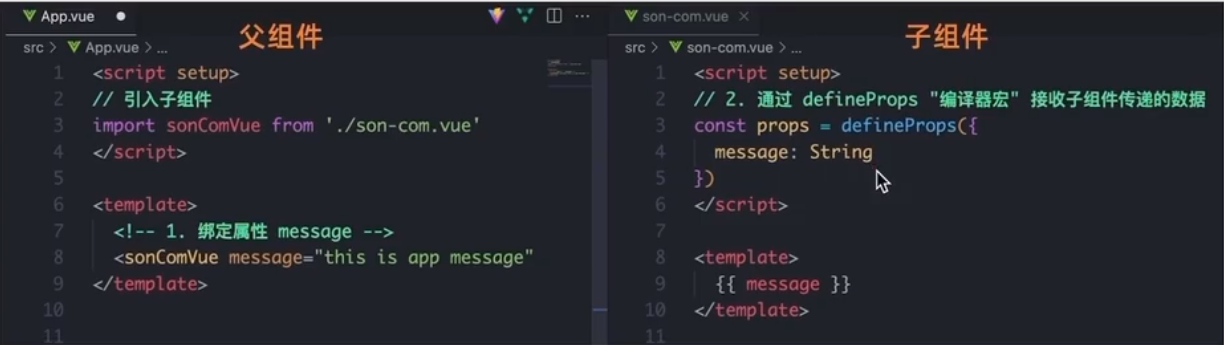 App.vue
父组件
src > App.vue > ...
1 <script setup>
2 // 引入子组件
3 import sonComVue from './son-com.vue'
4 </script>
5
6 <template>
7 <!-- 1. 绑定属性 message -->
8 <sonComVue message="this is app message"
9 </template>
10
11
son-com.vue
子组件
src > son-com.vue > ...
1 <script setup>
2 // 2. 通过 defineProps "编译器宏" 接收子组件传递的数据
3 const props = defineProps({
4 message: String
5 })
6 </script>
7
8 <template>
9 {{ message }}
10 </template>
11